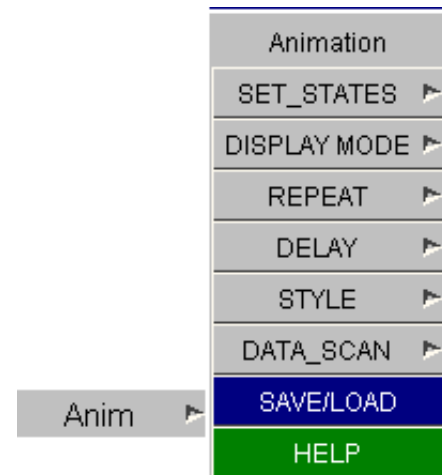 Animation
SET_STATES
DISPLAY MODE
REPEAT
DELAY
STYLE
DATA_SCAN
Anim
SAVE/LOAD
HELP